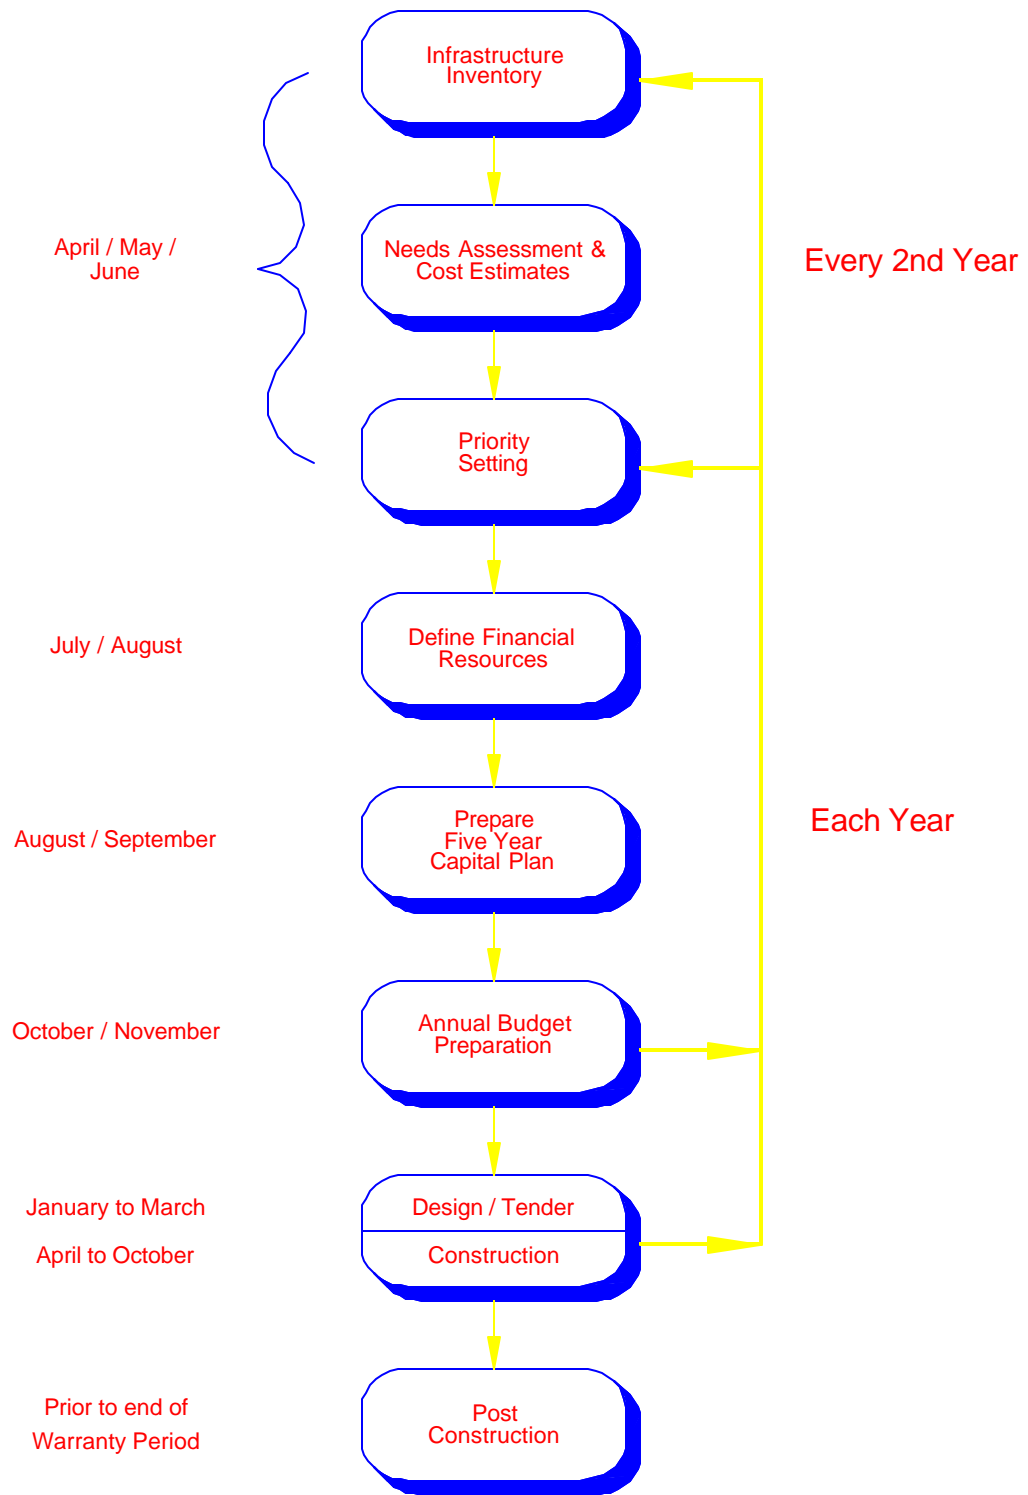 Infrastructure
Inventory
April / May /
June
Needs Assessment &
Cost Estimates
Every 2nd Year
Priority
Setting
July / August
Define Financial
Resources
August / September
Prepare
Five Year
Capital Plan
Each Year
October / November
Annual Budget
Preparation
January to March
Design / Tender
April to October
Construction
Prior to end of
Warranty Period
Post
Construction